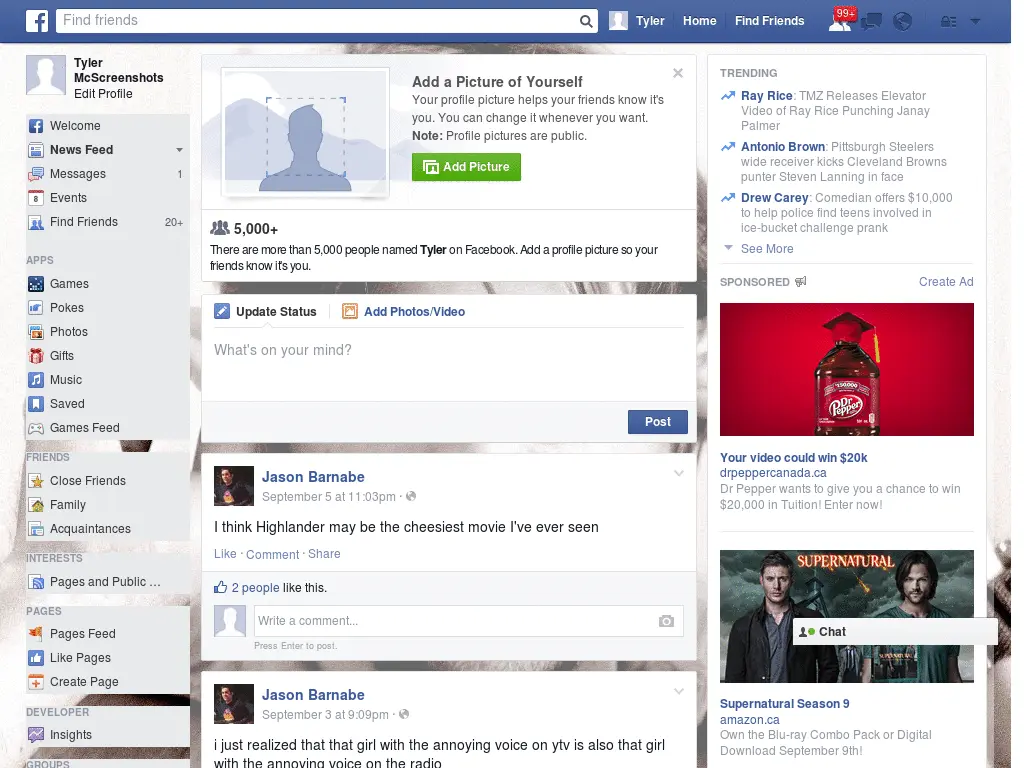 Find friends
Tyler
Home
Find Friends
99+
Tyler
McScreenshots
Edit Profile
Welcome
News Feed
Messages 1
8
Events
Find Friends 20+
APPS
Games
Pokes
Photos
Gifts
Music
Saved
Games Feed
FRIENDS
Close Friends
Family
Acquaintances
INTERESTS
Pages and Public ...
PAGES
Pages Feed
Like Pages
Create Page
DEVELOPER
Insights
GROUPS
Add a Picture of Yourself
Your profile picture helps your friends know it's
you. You can change it whenever you want.
Note: Profile pictures are public.
Add Picture
5,000+
There are more than 5,000 people named Tyler on Facebook. Add a profile picture so your
friends know it's you.
Update Status
Add Photos/Video
What's on your mind?
Post
Jason Barnabe
September 5 at 11:03pm ·
I think Highlander may be the cheesiest movie I've ever seen
Like · Comment · Share
2 people like this.
Write a comment...
Press Enter to post.
Jason Barnabe
September 3 at 9:09pm ·
i just realized that that girl with the annoying voice on ytv is also that girl
with the annoying voice on the radio
TRENDING
Ray Rice: TMZ Releases Elevator
Video of Ray Rice Punching Janay
Palmer
Antonio Brown: Pittsburgh Steelers
wide receiver kicks Cleveland Browns
punter Steven Lanning in face
Drew Carey: Comedian offers $10,000
to help police find teens involved in
ice-bucket challenge prank
See More
SPONSORED
Create Ad
$150,000
Dr Pepper
Your video could win $20k
drpeppercanada.ca
Dr Pepper wants to give you a chance to win
$20,000 in Tuition! Enter now!
SUPERNATURAL
Chat
SUPERNATURAL
Supernatural Season 9
amazon.ca
Own the Blu-ray Combo Pack or Digital
Download September 9th!